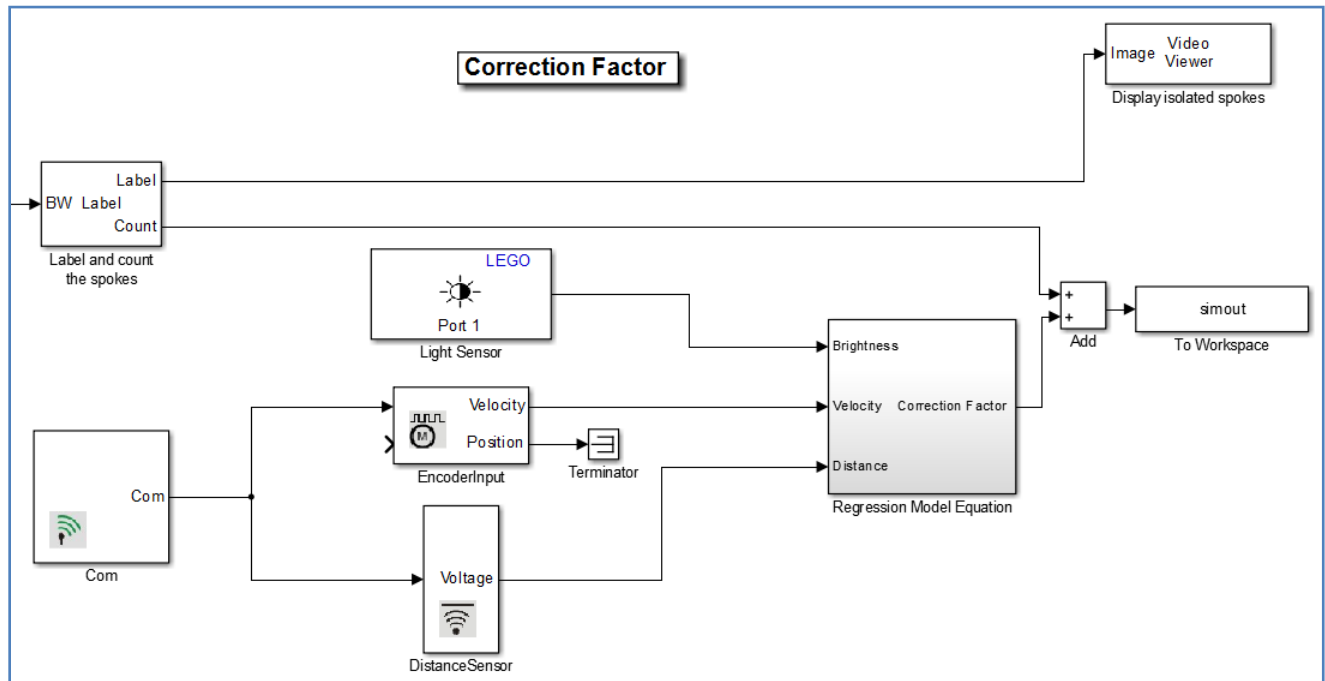 Correction Factor
Image Video
Viewer
Display isolated spokes
Label
BW Label
Count
Label and count
the spokes
LEGO
Port 1
Light Sensor
+
+
Add
simout
To Workspace
Brightness
Velocity Correction Factor
Distance
Regression Model Equation
Velocity
M
Position
EncoderInput
Terminator
Com
Com
Voltage
DistanceSensor